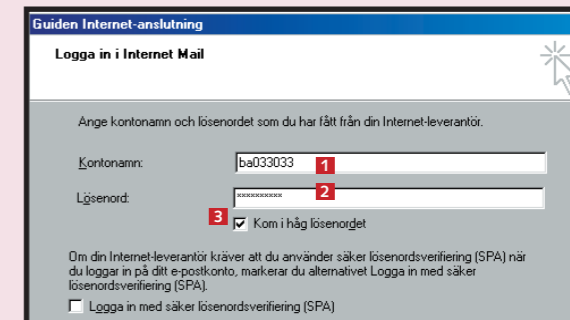 Guiden Internet-anslutning
Logga in i Internet Mail
Ange kontonamn och lösenordet som du har fått från din Internet-leverantör.
Kontonamn: ba033033 1
Lösenord: xxxxxxxxxx 2
3 Kom i håg lösenordet
Om din Internet-leverantör kräver att du använder säker lösenordsverifiering (SPA) när
du loggar in på ditt e-postkonto, markerar du alternativet Logga in med säker
lösenordsverifiering (SPA).
Logga in med säker lösenordsverifiering (SPA)